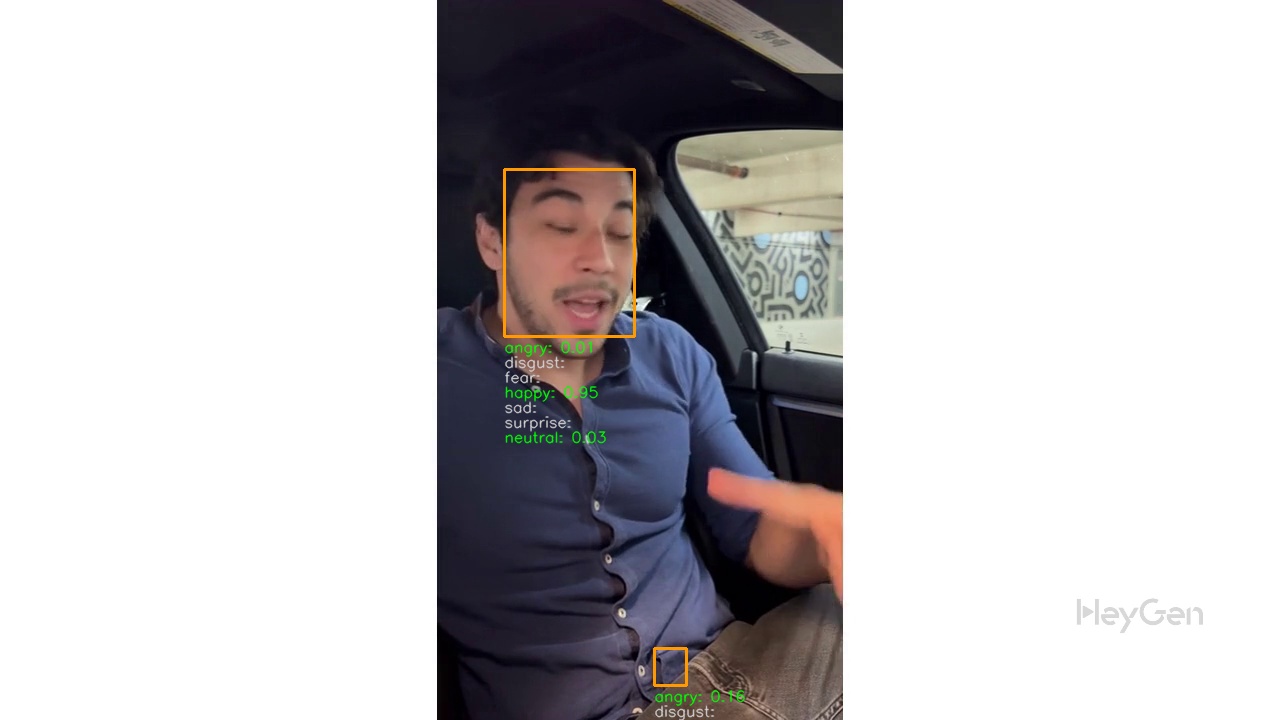 angry: 0.01
disgust:
fear:
happy: 0.95
sad:
surprise:
neutral: 0.03
HeyGen
angry: 0.16
disgust: